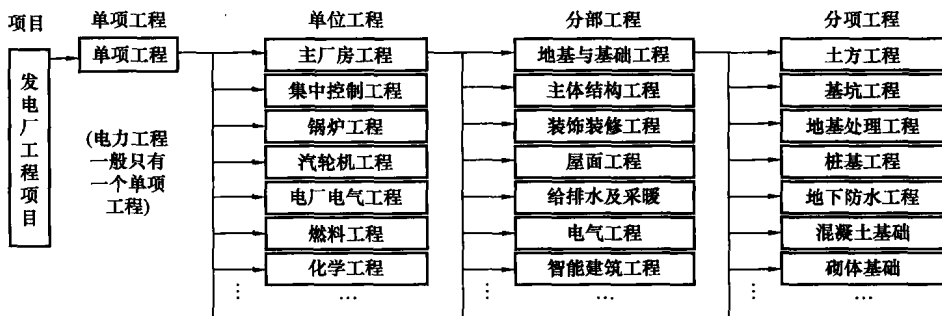 项目
单项工程
单位工程
分部工程
分项工程
发电厂工程项目
单项工程
(电力工程
一般只有
一个单项
工程)
主厂房工程
集中控制工程
锅炉工程
汽轮机工程
电厂电气工程
燃料工程
化学工程
⋮
…
地基与基础工程
主体结构工程
装饰装修工程
屋面工程
给排水及采暖
电气工程
智能建筑工程
⋮
…
土方工程
基坑工程
地基处理工程
桩基工程
地下防水工程
混凝土基础
砌体基础
⋮
…